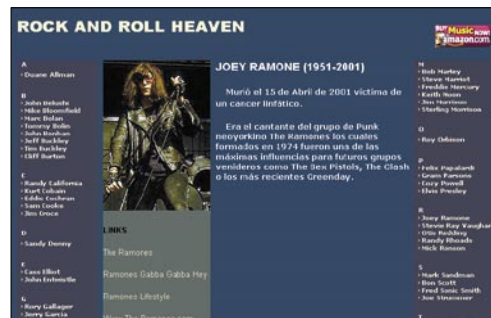 ROCK AND ROLL HEAVEN
BUY Music NOW!
amazon.com
A
Duane Allman
B
John Belushi
Mike Bloomfield
Marc Bolan
Tommy Bolin
John Bonham
Jeff Buckley
Tim Buckley
Cliff Burton
C
Randy California
Kurt Cobain
Eddie Cochran
Sam Cooke
Jim Croce
D
Sandy Denny
E
Cass Elliot
John Entwistle
G
Rory Gallager
Jerry Garcia
LINKS
The Ramones
Ramones Gabba Gabba Hey
Ramones Lifestyle
JOEY RAMONE (1951-2001)
Murió el 15 de Abril de 2001 víctima de
un cancer linfático.
Era el cantante del grupo de Punk
neoyorkino The Ramones los cuales
formados en 1974 fueron una de las
máximas influencias para futuros grupos
venideros como The Sex Pistols, The Clash
o los más recientes Greenday.
M
Bob Marley
Steve Marriot
Freddie Mercury
Keith Moon
Jim Morrison
Sterling Morrison
O
Roy Orbison
P
Felix Papalardi
Gram Parsons
Cozy Powell
Elvis Presley
R
Joey Ramone
Stevie Ray Vaughan
Otis Redding
Randy Rhoads
Mick Ronson
S
Mark Sandman
Bon Scott
Fred Sonic Smith
Joe Strummer